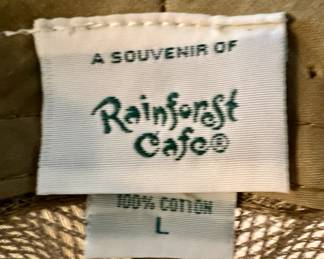 A SOUVENIR OF
Rainforest
Cafe®
100% COTTON
L